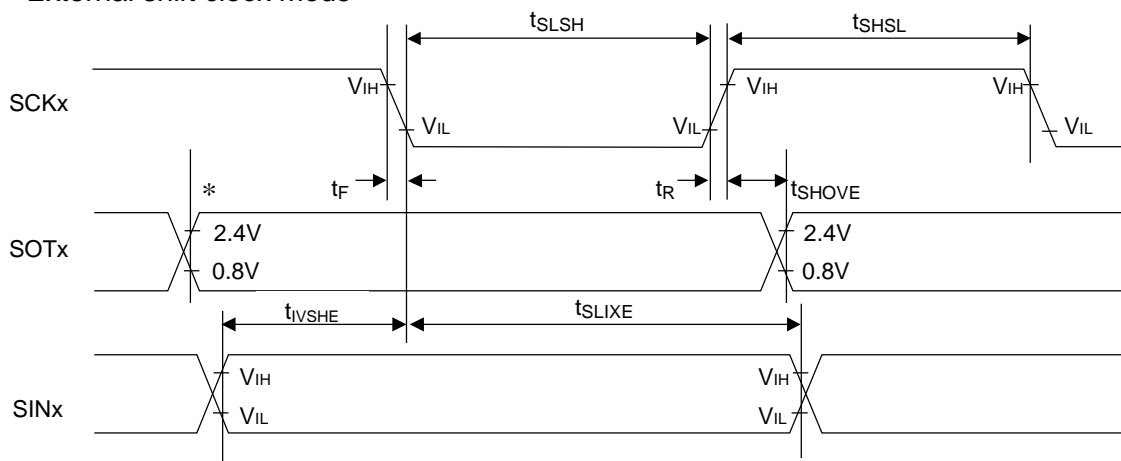 External shift clock mode
tSLSH
tSHSL
SCKx
VIH
VIL
VIL
VIH
VIH
VIL
*
tF
tR
tSHOVE
SOTx
2.4V
0.8V
2.4V
0.8V
tIVSHE
tSLIXE
SINx
VIH
VIL
VIH
VIL